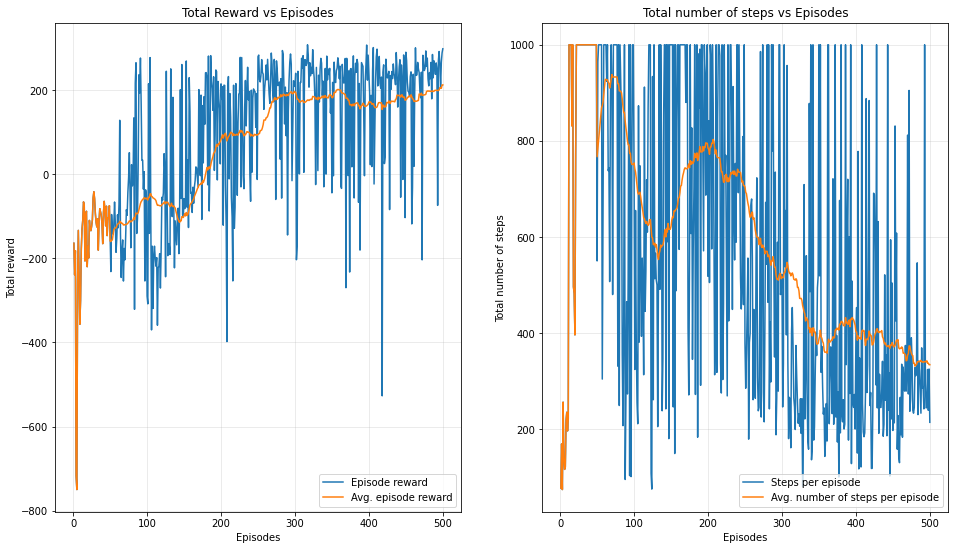 Total Reward vs Episodes
Total reward
200
0
−200
−400
−600
−800
0 100 200 300 400 500
Episodes
Episode reward
Avg. episode reward
Total number of steps vs Episodes
Total number of steps
1000
800
600
400
200
0 100 200 300 400 500
Episodes
Steps per episode
Avg. number of steps per episode